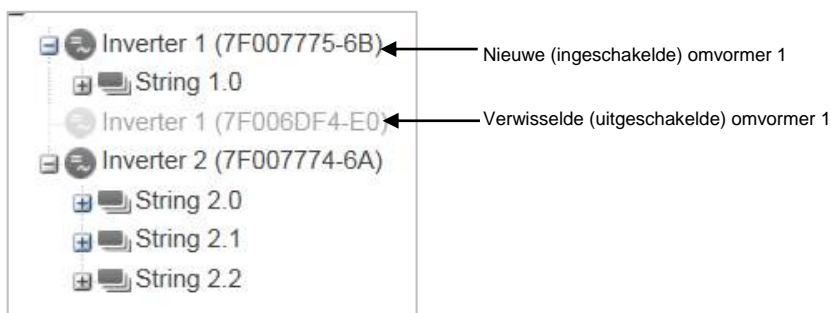 Inverter 1 (7F007775-6B)
Nieuwe (ingeschakelde) omvormer 1
String 1.0
Inverter 1 (7F006DF4-E0)
Verwisselde (uitgeschakelde) omvormer 1
Inverter 2 (7F007774-6A)
String 2.0
String 2.1
String 2.2